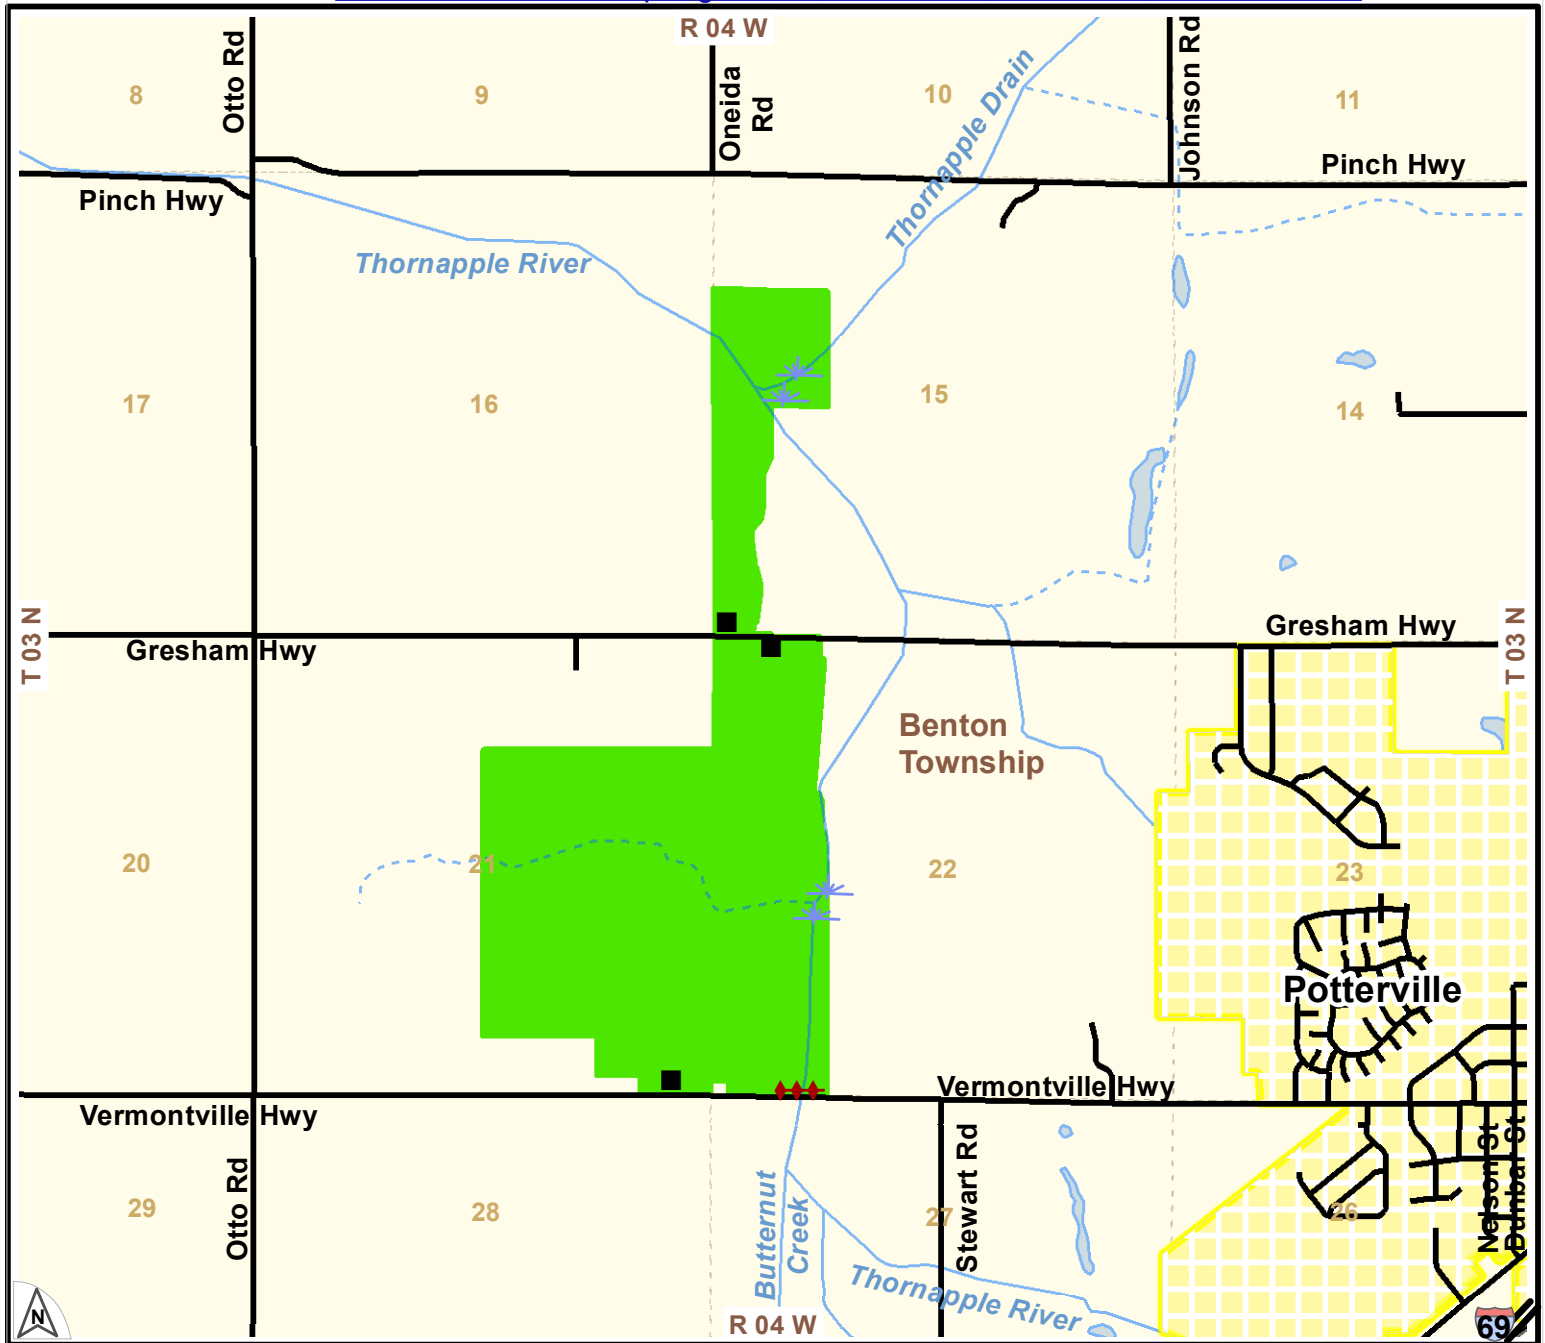 R 04 W
Otto Rd
Oneida
Rd
Thornapple Drain
Johnson Rd
8
9
10
11
Pinch Hwy
Pinch Hwy
Thornapple River
17
16
15
14
T 03 N
T 03 N
Gresham Hwy
Gresham Hwy
Benton
Township
20
21
22
23
Potterville
Vermontville Hwy
Vermontville Hwy
Otto Rd
Butternut
Creek
Stewart Rd
Nelson St
Dunbar St
29
28
27
26
Thornapple River
R 04 W
N
69